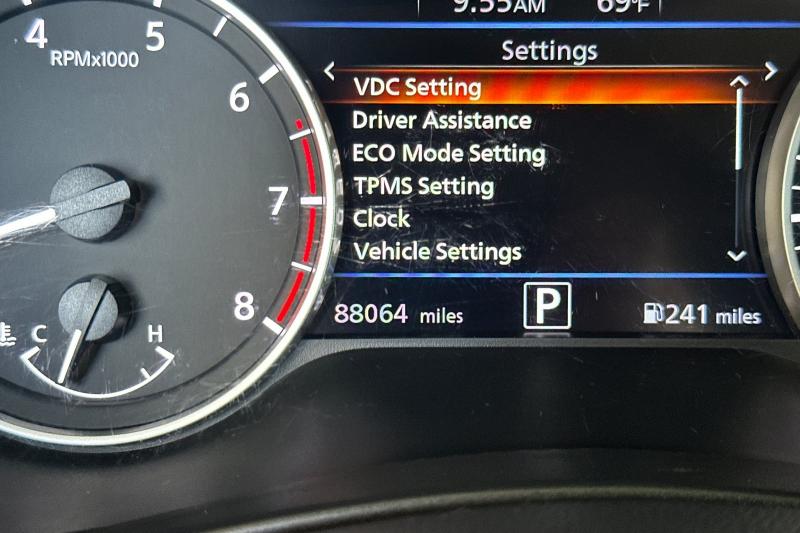 9:55AM 69°F
Settings
VDC Setting
Driver Assistance
ECO Mode Setting
TPMS Setting
Clock
Vehicle Settings
88064 miles P 241 miles
4 5 6 7 8
RPMx1000
C H